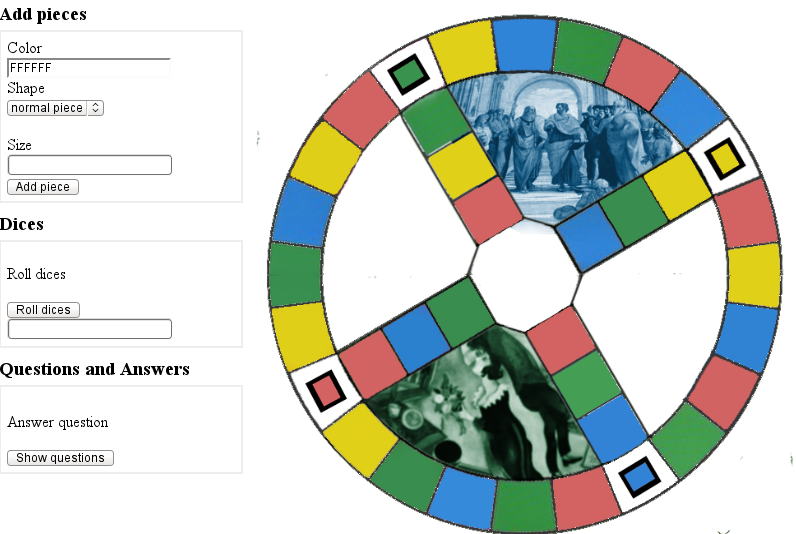 Add pieces
Color
FFFFFF
Shape
normal piece
Size
Add piece
Dices
Roll dices
Roll dices
Questions and Answers
Answer question
Show questions